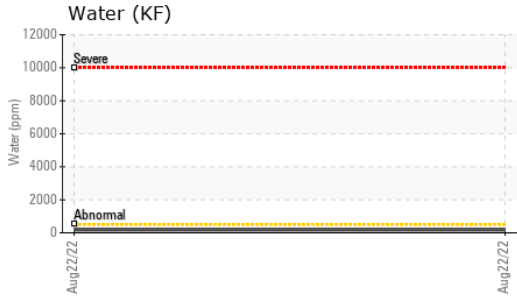 Water (KF)
12000
Severe
10000
8000
6000
Water (ppm)
4000
2000
Abnormal
0
Aug22/22
Aug22/22